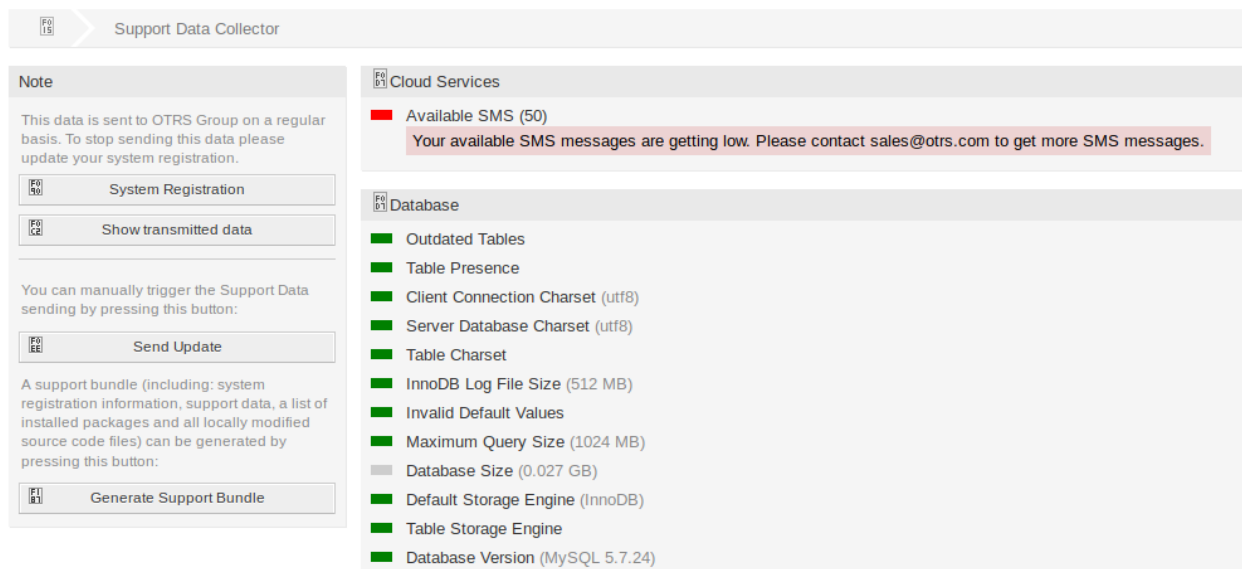 Support Data Collector
Note
This data is sent to OTRS Group on a regular
basis. To stop sending this data please
update your system registration.
System Registration
Show transmitted data
You can manually trigger the Support Data
sending by pressing this button:
Send Update
A support bundle (including: system
registration information, support data, a list of
installed packages and all locally modified
source code files) can be generated by
pressing this button:
Generate Support Bundle
Cloud Services
Available SMS (50)
Your available SMS messages are getting low. Please contact sales@otrs.com to get more SMS messages.
Database
Outdated Tables
Table Presence
Client Connection Charset (utf8)
Server Database Charset (utf8)
Table Charset
InnoDB Log File Size (512 MB)
Invalid Default Values
Maximum Query Size (1024 MB)
Database Size (0.027 GB)
Default Storage Engine (InnoDB)
Table Storage Engine
Database Version (MySQL 5.7.24)